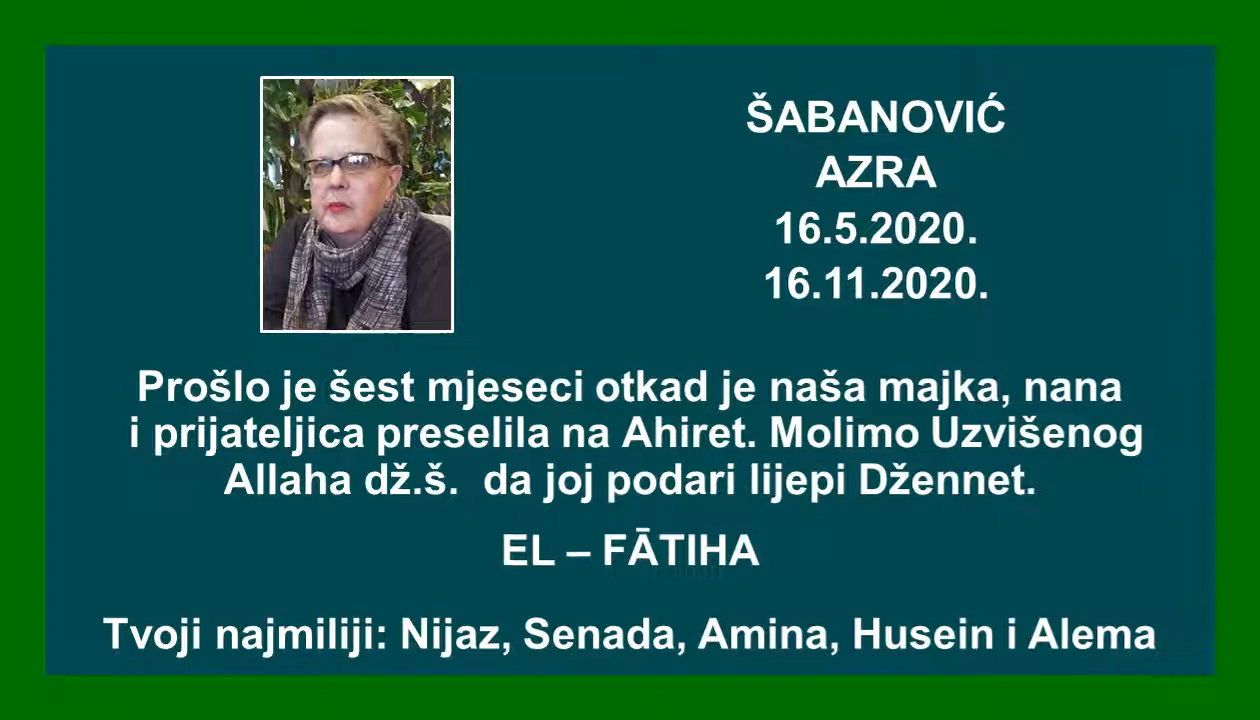 ŠABANOVIĆ
AZRA
16.5.2020.
16.11.2020.
Prošlo je šest mjeseci otkad je naša majka, nana
i prijateljica preselila na Ahiret. Molimo Uzvišenog
Allaha dž.š.  da joj podari lijepi Džennet.
EL – FĀTIHA
Tvoji najmiliji: Nijaz, Senada, Amina, Husein i Alema